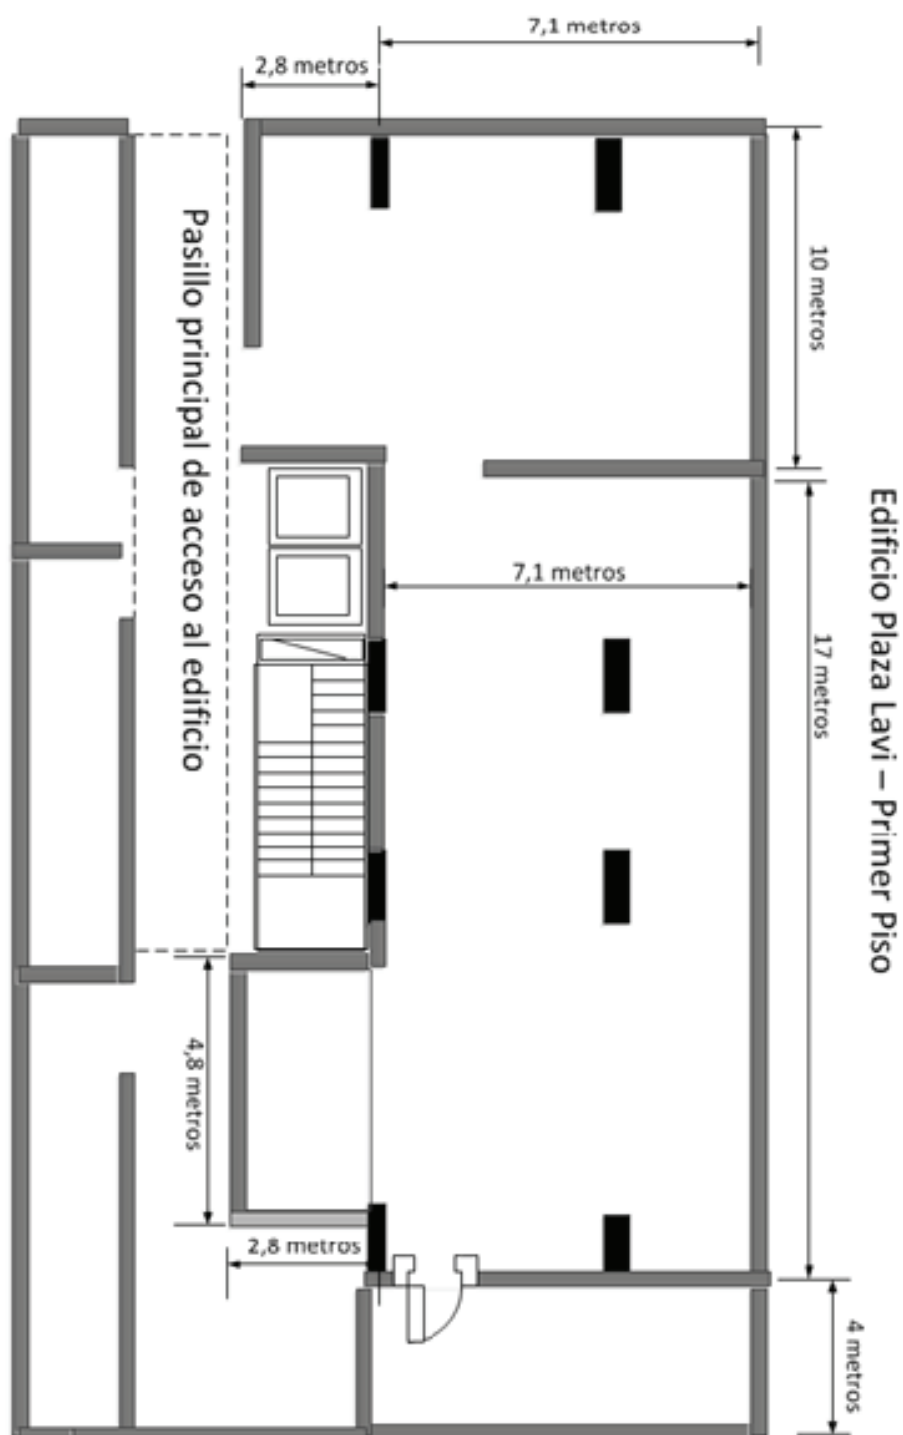 7,1 metros
2,8 metros
10 metros
Pasillo principal de acceso al edificio
Edificio Plaza Lavi – Primer Piso
7,1 metros
17 metros
4,8 metros
2,8 metros
4 metros